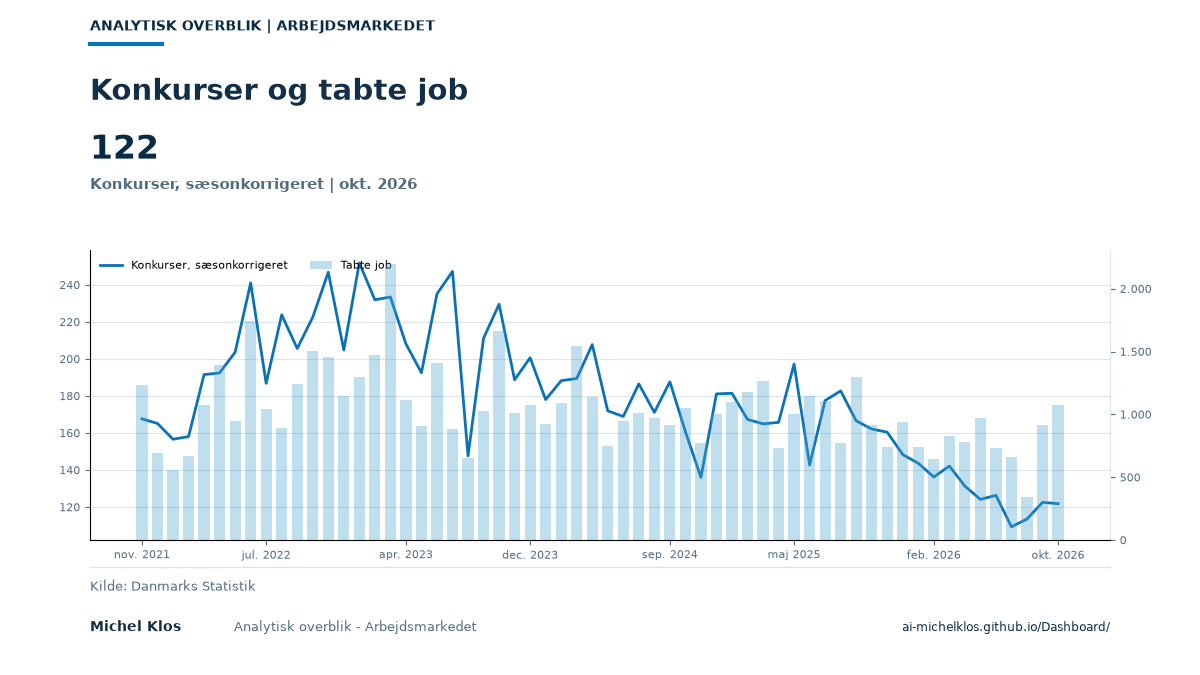 ANALYTISK OVERBLIK | ARBEJDSMARKEDET
Konkurser og tabte job
122
Konkurser, sæsonkorrigeret | okt. 2026
Konkurser, sæsonkorrigeret Tabte job
240
220
200
180
160
140
120
2.000
1.500
1.000
500
0
nov. 2021 jul. 2022 apr. 2023 dec. 2023 sep. 2024 maj 2025 feb. 2026 okt. 2026
Kilde: Danmarks Statistik
Michel Klos Analytisk overblik - Arbejdsmarkedet ai-michelklos.github.io/Dashboard/